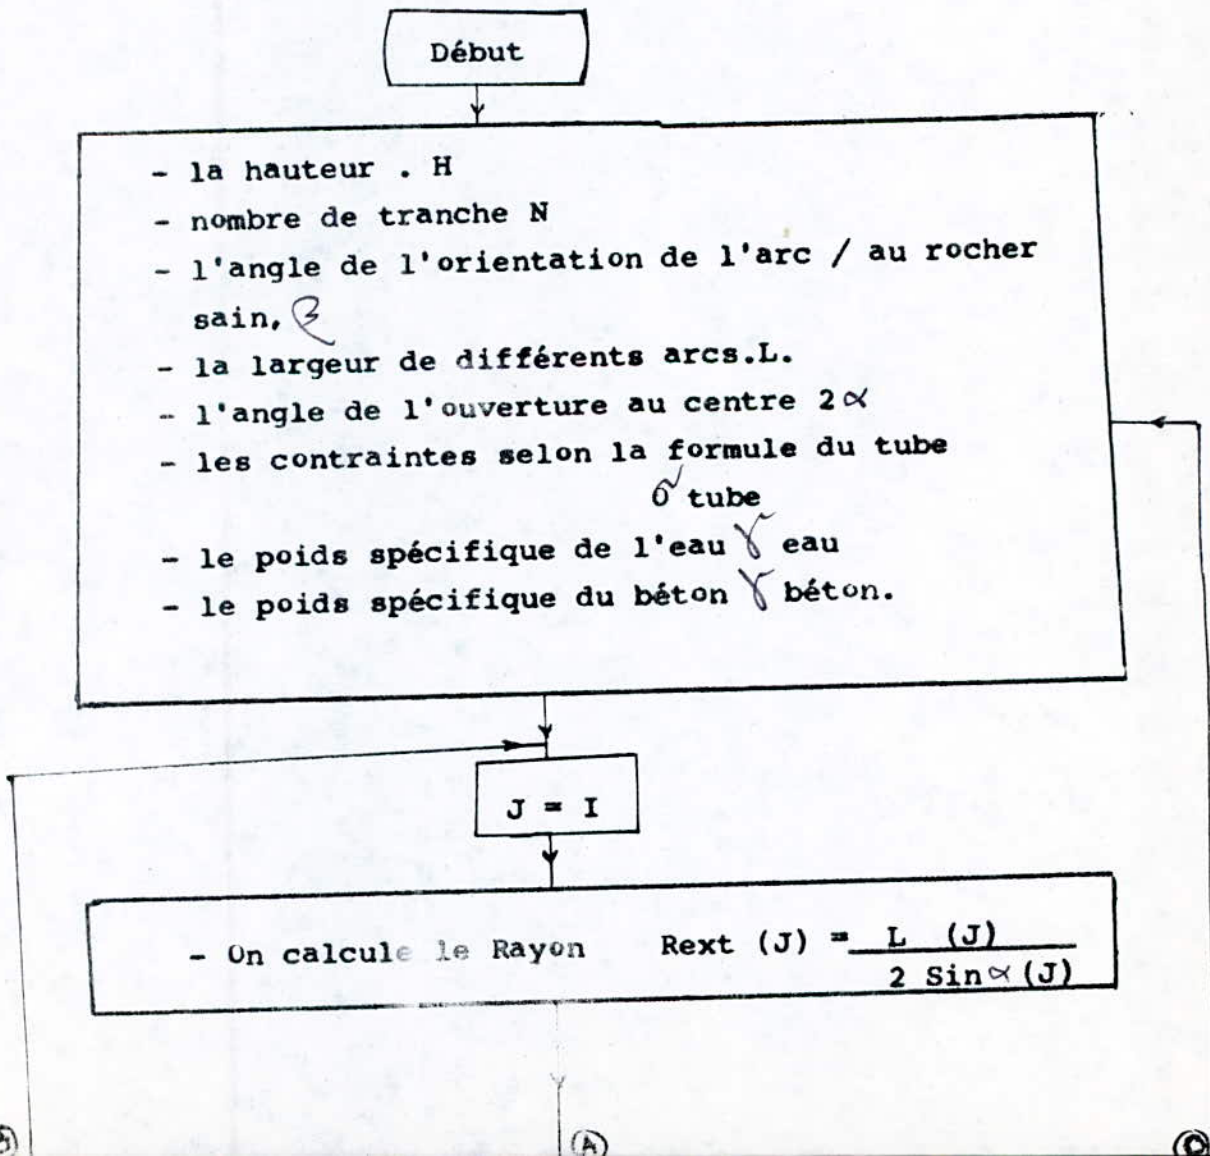 Début
- la hauteur . H
- nombre de tranche N
- l'angle de l'orientation de l'arc / au rocher
sain, β
- la largeur de différents arcs.L.
- l'angle de l'ouverture au centre 2α
- les contraintes selon la formule du tube
σ tube
- le poids spécifique de l'eau γ eau
- le poids spécifique du béton γ béton.
J = I
- On calcule le Rayon Rext (J) = L (J)
2 Sin α (J)
A